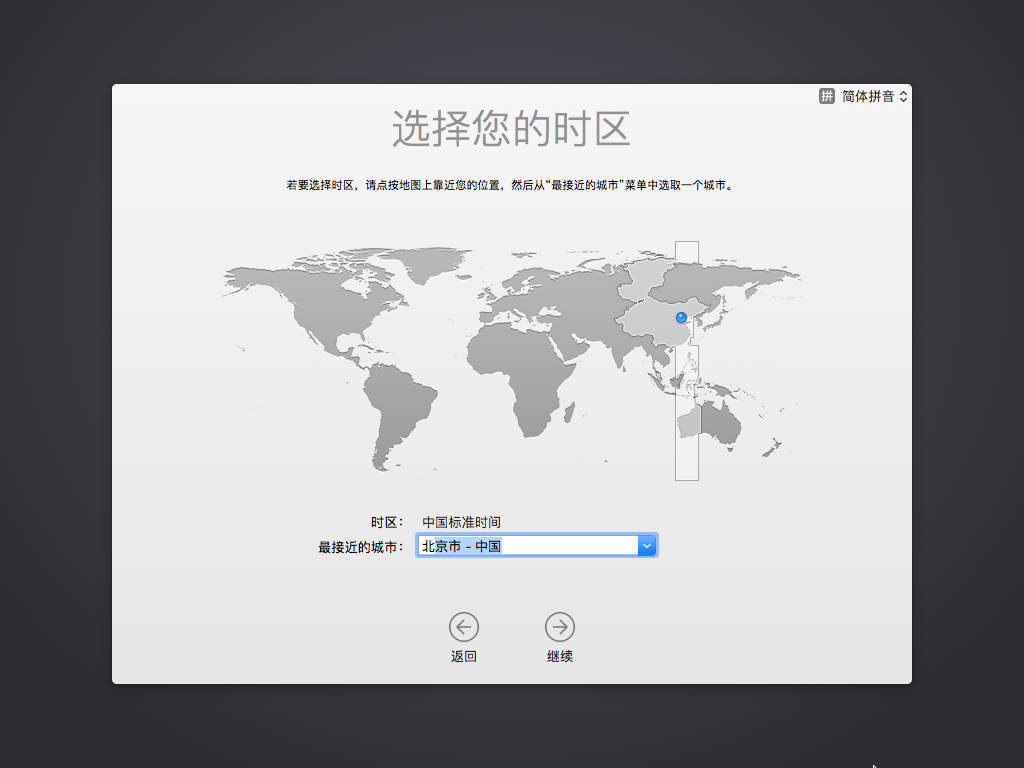 拼 简体拼音
选择您的时区
若要选择时区，请点按地图上靠近您的位置，然后从“最接近的城市”菜单中选取一个城市。
时区： 中国标准时间
最接近的城市： 北京市 - 中国
返回 继续